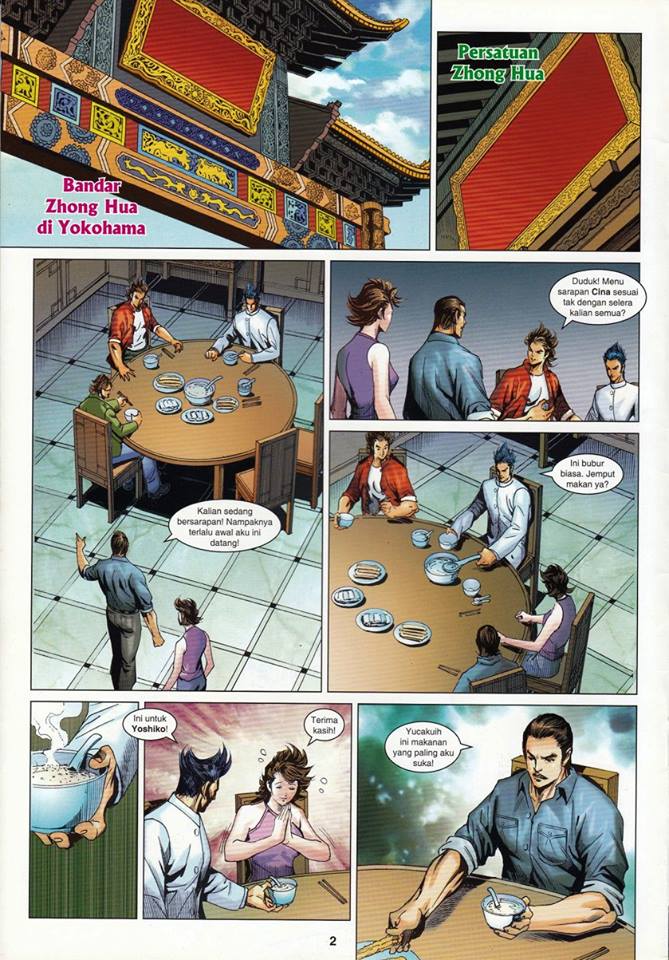 Bandar
Zhong Hua
di Yokohama
Persatuan
Zhong Hua
Kalian sedang
bersarapan! Nampaknya
terlalu awal aku ini
datang!
Duduk! Menu
sarapan Cina sesuai
tak dengan selera
kalian semua?
Ini bubur
biasa. Jemput
makan ya?
Ini untuk
Yoshiko!
Terima
kasih!
Yucakuih
ini makanan
yang paling aku
suka!
2